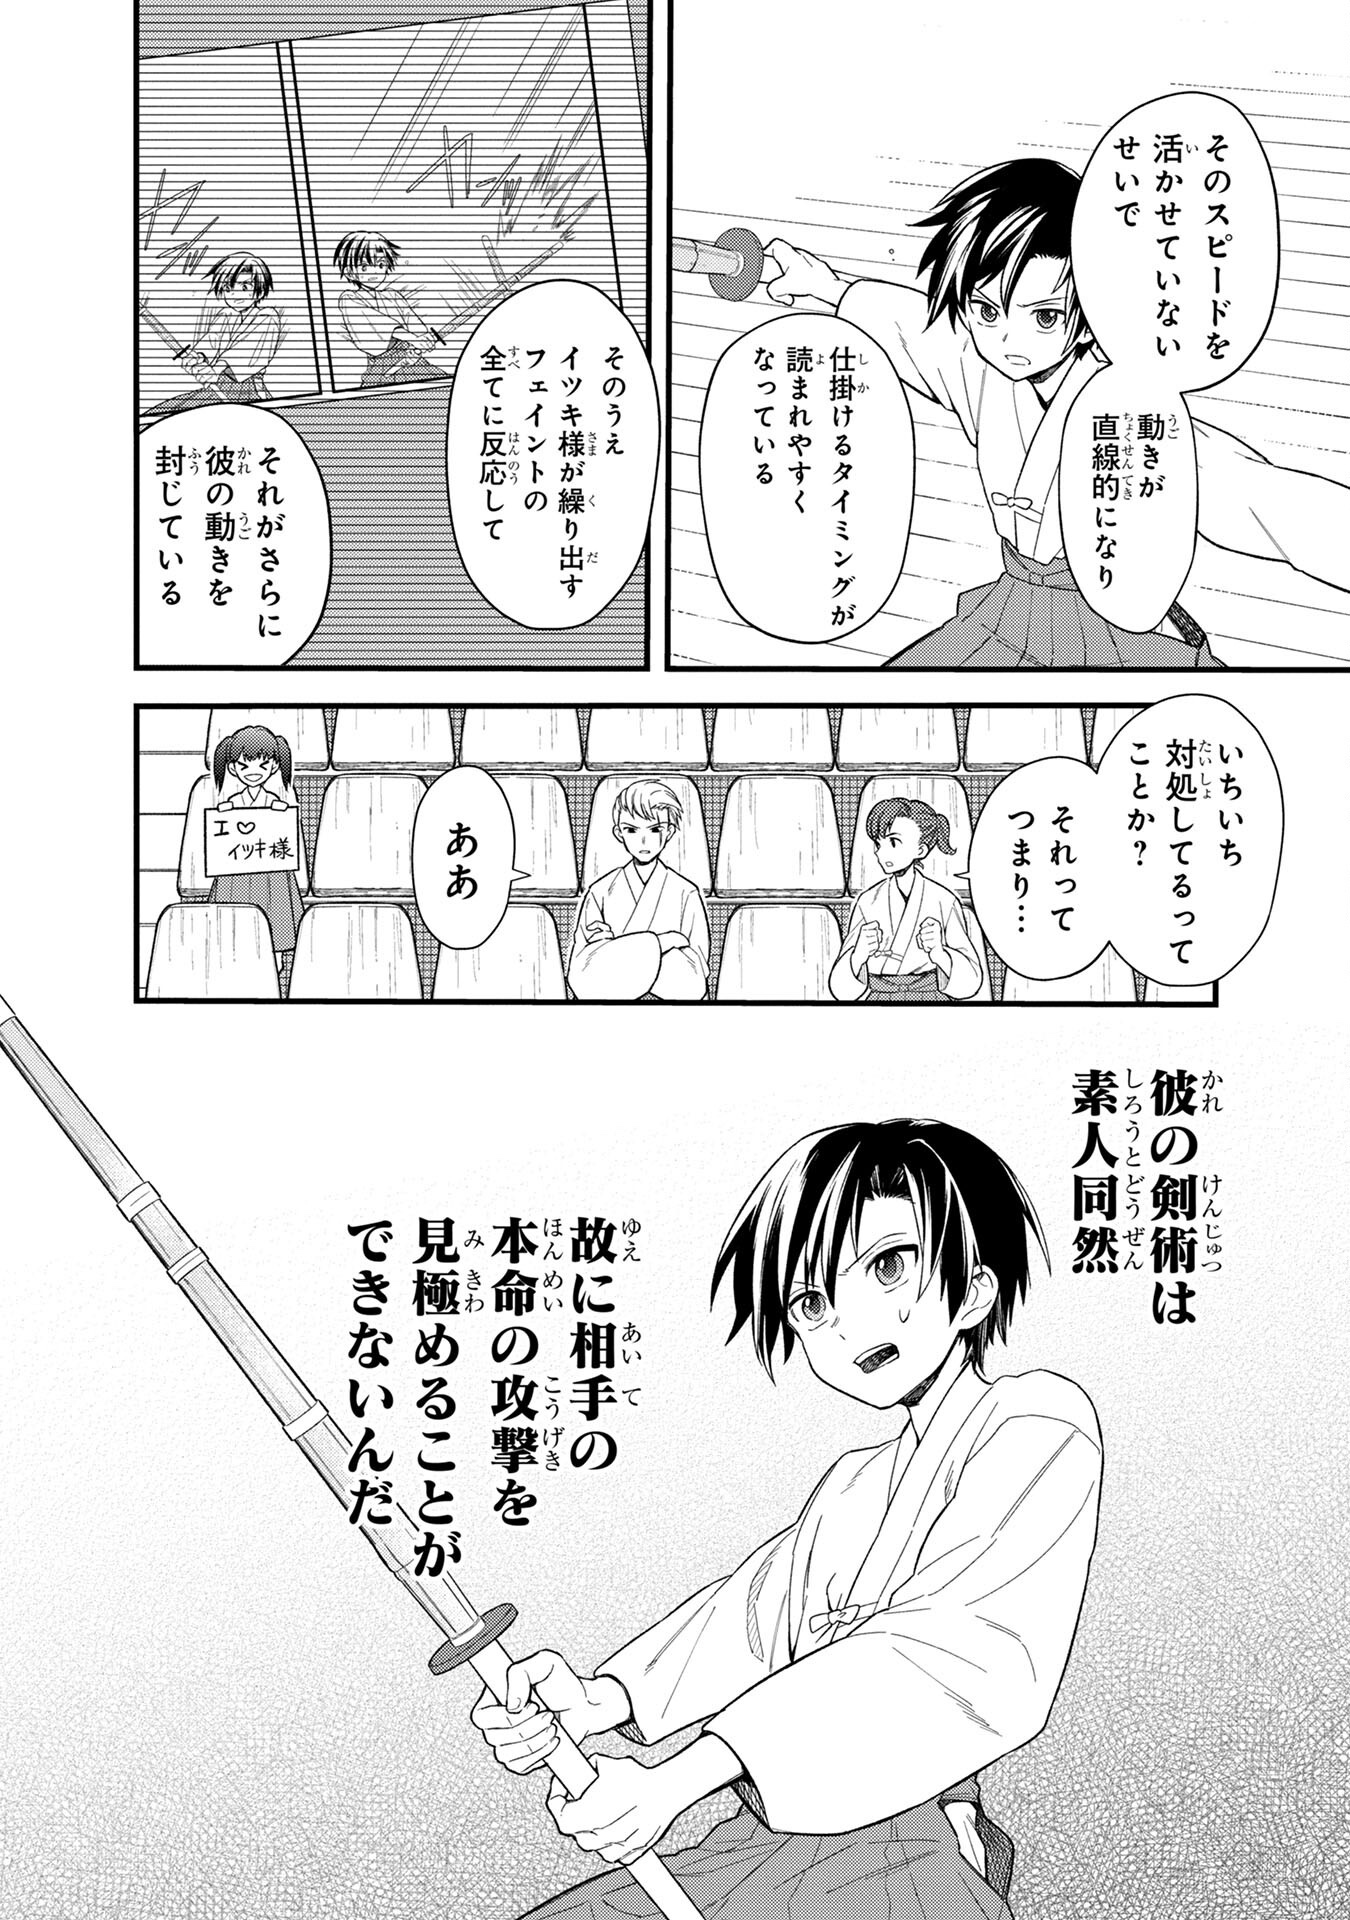 そのスピードを
活かせていない
せいで
動きが
直線的になり
仕掛けるタイミングが
読まれやすく
なっている
そのうえ
イツキ様が繰り出す
フェイントの
全てに反応して
それがさらに
彼の動きを
封じている
いちいち
対処してるって
ことか？
それって
つまり…
ああ
I♡
イツキ様
彼の剣術は
素人同然
故に相手の
本命の攻撃を
見極めることが
できないんだ